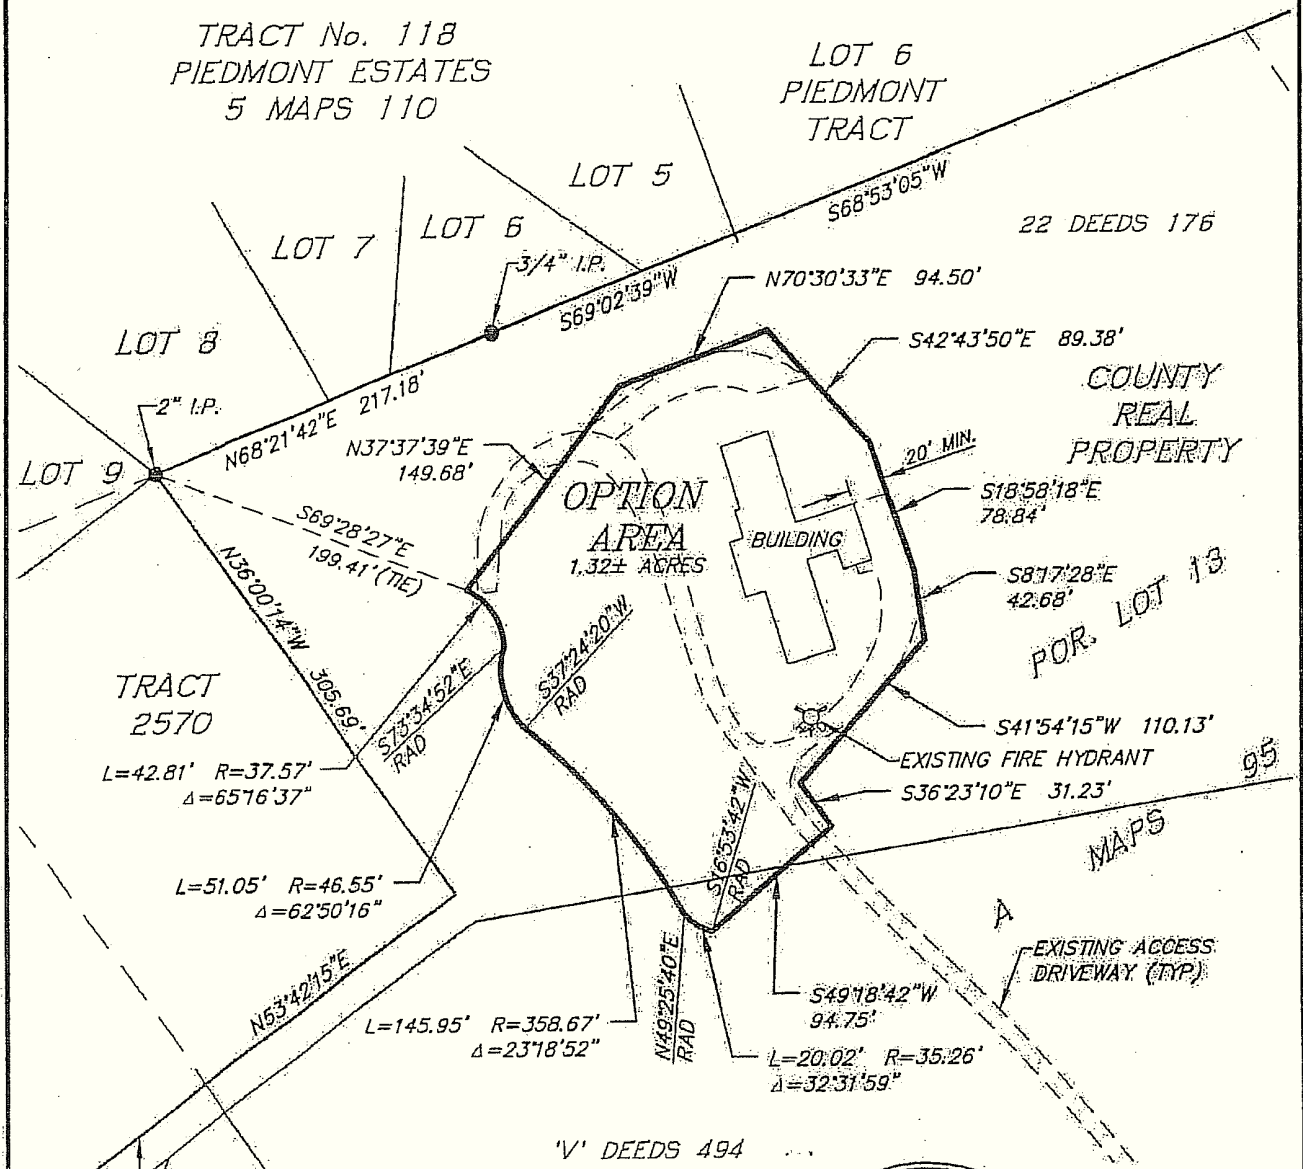 TRACT No. 118
PIEDMONT ESTATES
5 MAPS 110
LOT 6
PIEDMONT
TRACT
LOT 5
S68°53'05"W
22 DEEDS 176
LOT 7
LOT 6
3/4" I.P.
S69°02'39"W
N70°30'33"E 94.50'
LOT 8
S42°43'50"E 89.38'
2" I.P.
N68°21'42"E 217.18'
COUNTY
REAL
PROPERTY
N37°37'39"E
149.68'
20' MIN.
LOT 9
S18°58'18"E
78.84'
OPTION
AREA
1.32± ACRES
BUILDING
S69°28'27"E
199.41' (TIE)
N36°00'14"W 305.69'
S8°17'28"E
42.68'
POR. LOT 13
S37°24'20"W
RAD
S73°34'52"E
RAD
TRACT
2570
S41°54'15"W 110.13'
EXISTING FIRE HYDRANT
L=42.81' R=37.57'
Δ=65°16'37"
S36°23'10"E 31.23'
95
MAPS
S16°53'42"W
RAD
L=51.05' R=46.55'
Δ=62°50'16"
A
EXISTING ACCESS
DRIVEWAY (TYP.)
N53°42'15"E
N49°25'40"E
RAD
S49°18'42"W
94.75'
L=145.95' R=358.67'
Δ=23°18'52"
L=20.02' R=35.26'
Δ=32°31'59"
'V' DEEDS 494